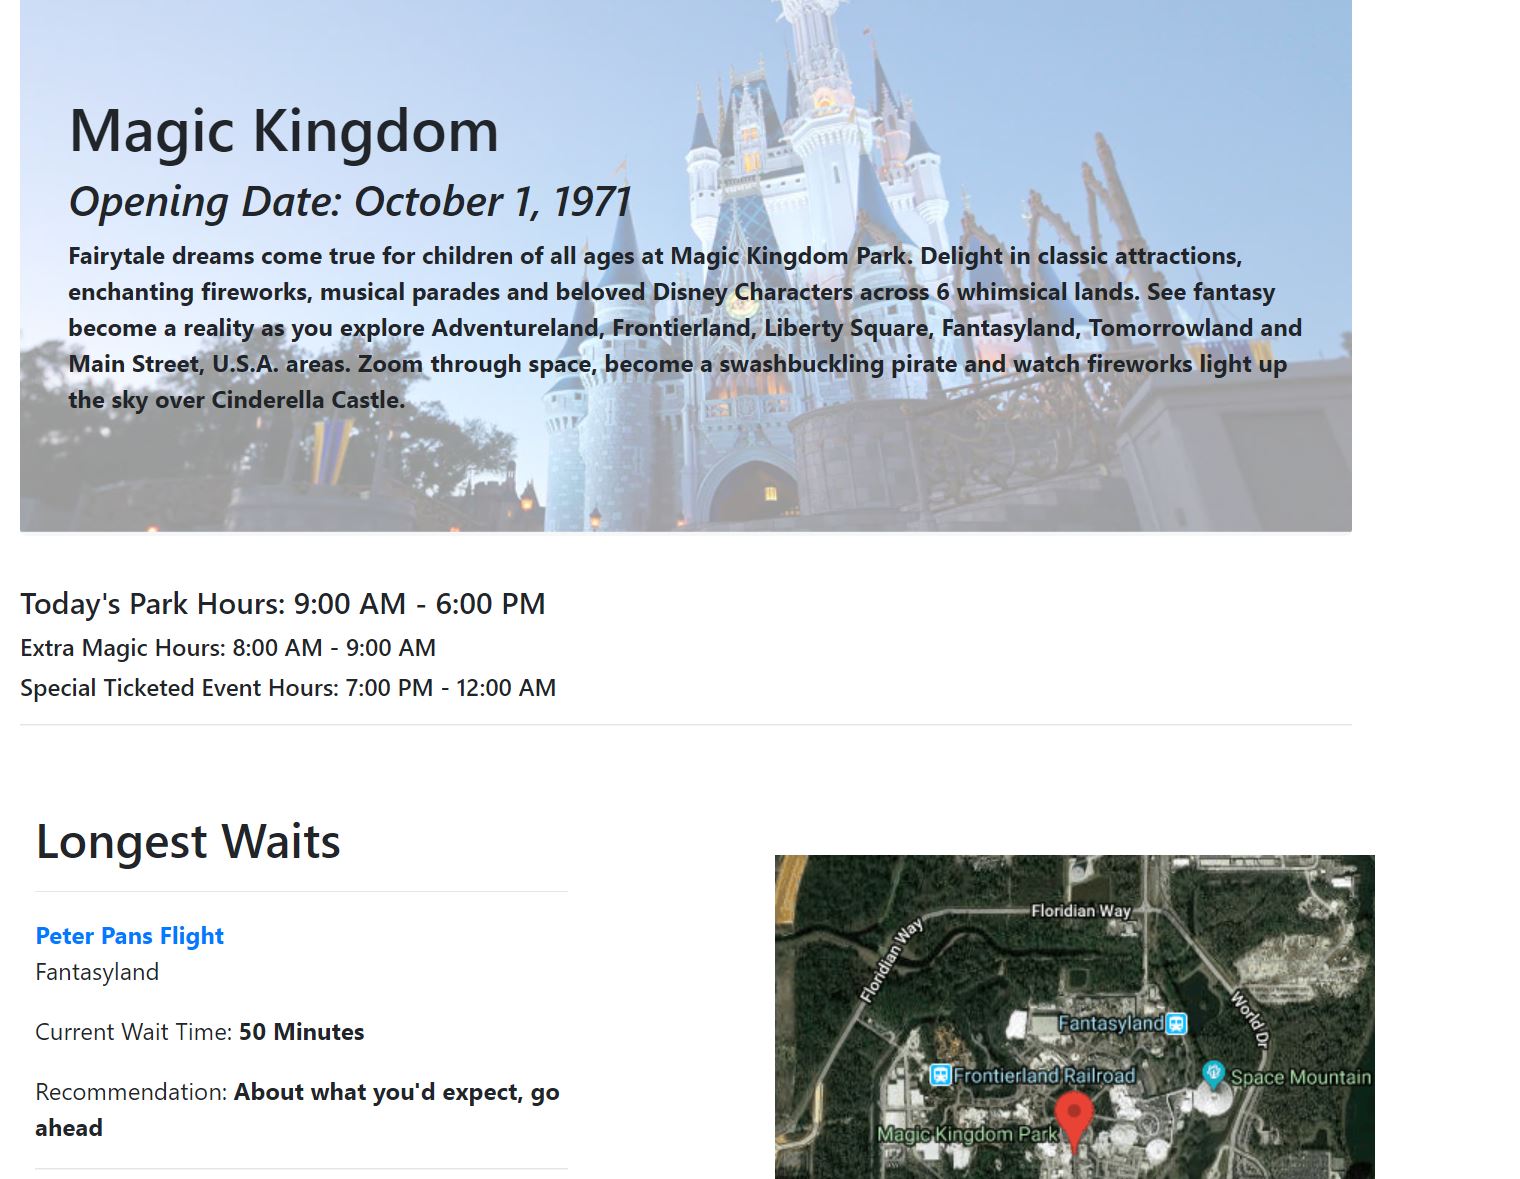 Magic Kingdom
Opening Date: October 1, 1971
Fairytale dreams come true for children of all ages at Magic Kingdom Park. Delight in classic attractions,
enchanting fireworks, musical parades and beloved Disney Characters across 6 whimsical lands. See fantasy
become a reality as you explore Adventureland, Frontierland, Liberty Square, Fantasyland, Tomorrowland and
Main Street, U.S.A. areas. Zoom through space, become a swashbuckling pirate and watch fireworks light up
the sky over Cinderella Castle.
Today's Park Hours: 9:00 AM - 6:00 PM
Extra Magic Hours: 8:00 AM - 9:00 AM
Special Ticketed Event Hours: 7:00 PM - 12:00 AM
Longest Waits
Peter Pans Flight
Fantasyland
Current Wait Time: 50 Minutes
Recommendation: About what you'd expect, go
ahead
Floridian Way
Floridian Way
World Dr
Fantasyland
Frontierland Railroad
Space Mountain
Magic Kingdom Park